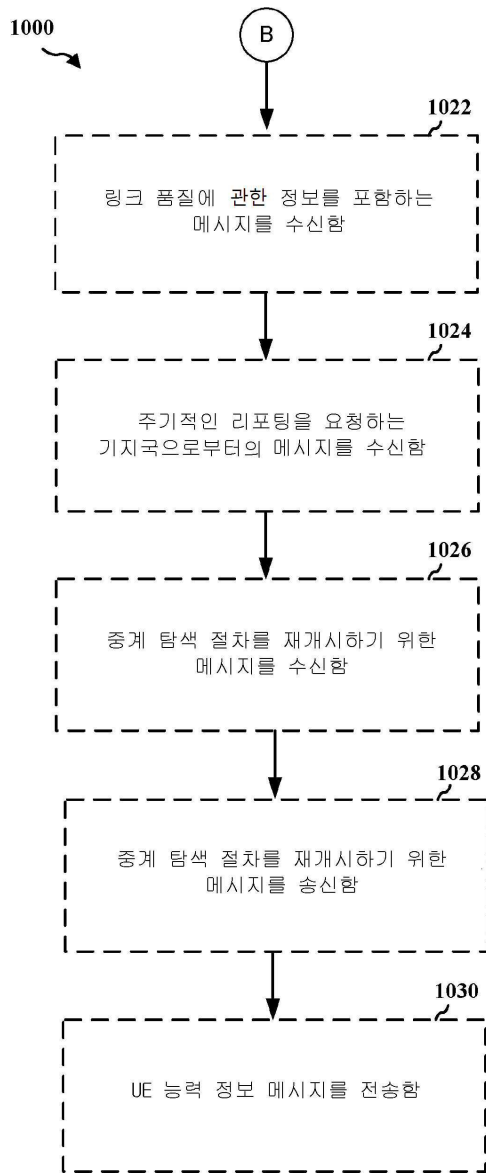 1000
B
1022
링크 품질에 관한 정보를 포함하는
메시지를 수신함
1024
주기적인 리포팅을 요청하는
기지국으로부터의 메시지를 수신함
1026
중계 탐색 절차를 재개시하기 위한
메시지를 수신함
1028
중계 탐색 절차를 재개시하기 위한
메시지를 송신함
1030
UE 능력 정보 메시지를 전송함